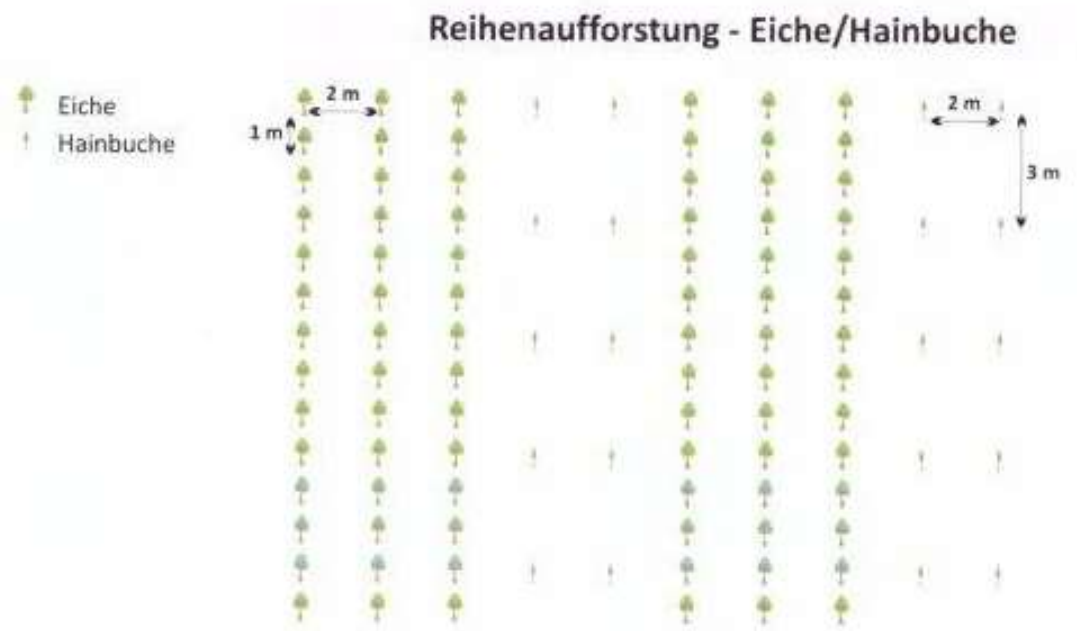 Reihenaufforstung - Eiche/Hainbuche
Eiche
Hainbuche
2 m
1 m
2 m
3 m